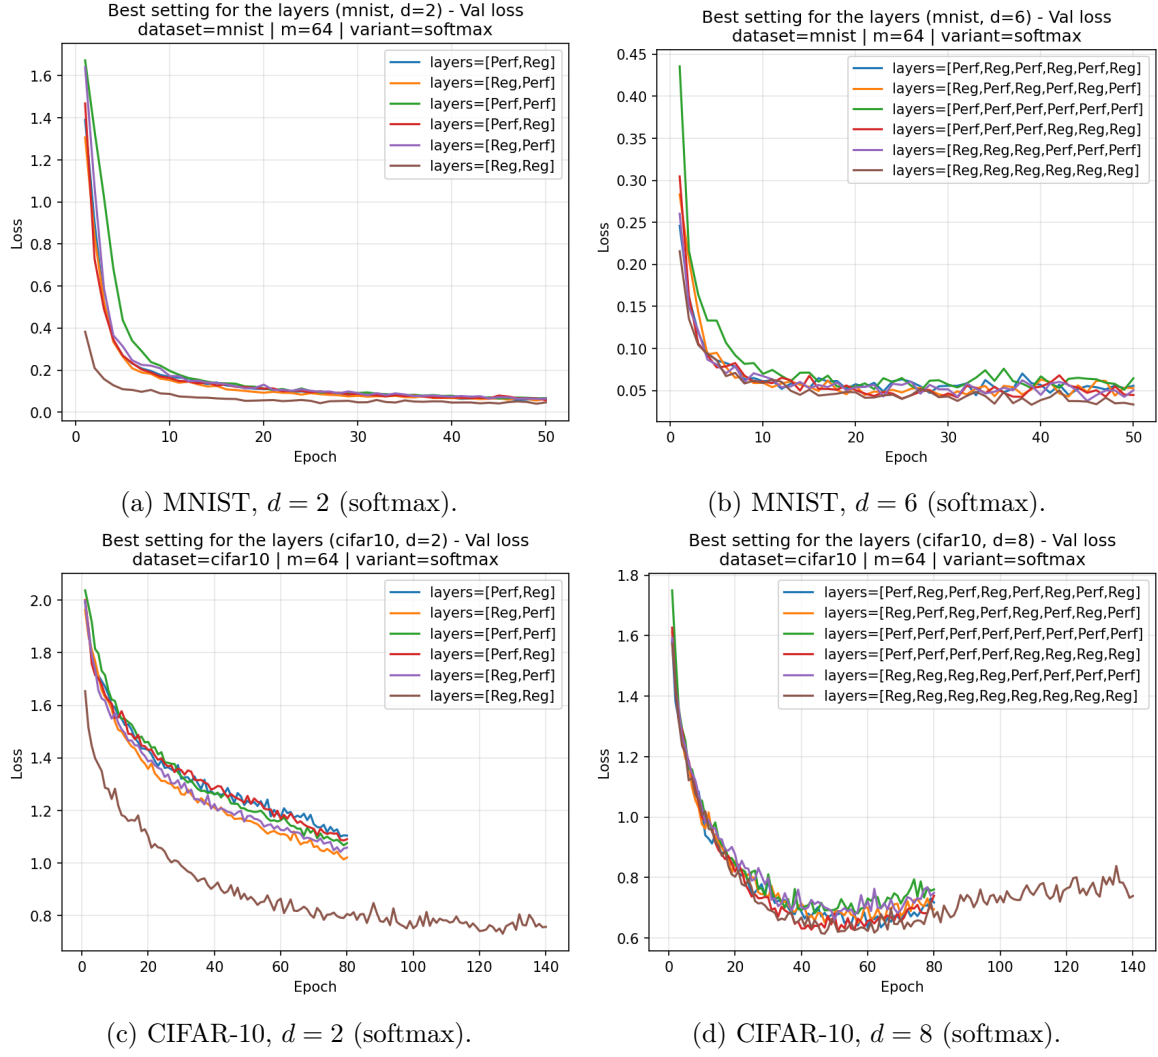 Best setting for the layers (mnist, d=2) - Val loss
dataset=mnist | m=64 | variant=softmax
layers=[Perf,Reg]
layers=[Reg,Perf]
layers=[Perf,Perf]
layers=[Perf,Reg]
layers=[Reg,Perf]
layers=[Reg,Reg]
Loss
1.6
1.4
1.2
1.0
0.8
0.6
0.4
0.2
0.0
0 10 20 30 40 50
Epoch
(a) MNIST, d = 2 (softmax).
Best setting for the layers (mnist, d=6) - Val loss
dataset=mnist | m=64 | variant=softmax
layers=[Perf,Reg,Perf,Reg,Perf,Reg]
layers=[Reg,Perf,Reg,Perf,Reg,Perf]
layers=[Perf,Perf,Perf,Perf,Perf,Perf]
layers=[Perf,Perf,Perf,Reg,Reg,Reg]
layers=[Reg,Reg,Reg,Perf,Perf,Perf]
layers=[Reg,Reg,Reg,Reg,Reg,Reg]
Loss
0.45
0.40
0.35
0.30
0.25
0.20
0.15
0.10
0.05
0 10 20 30 40 50
Epoch
(b) MNIST, d = 6 (softmax).
Best setting for the layers (cifar10, d=2) - Val loss
dataset=cifar10 | m=64 | variant=softmax
layers=[Perf,Reg]
layers=[Reg,Perf]
layers=[Perf,Perf]
layers=[Perf,Reg]
layers=[Reg,Perf]
layers=[Reg,Reg]
Loss
2.0
1.8
1.6
1.4
1.2
1.0
0.8
0 20 40 60 80 100 120 140
Epoch
(c) CIFAR-10, d = 2 (softmax).
Best setting for the layers (cifar10, d=8) - Val loss
dataset=cifar10 | m=64 | variant=softmax
layers=[Perf,Reg,Perf,Reg,Perf,Reg,Perf,Reg]
layers=[Reg,Perf,Reg,Perf,Reg,Perf,Reg,Perf]
layers=[Perf,Perf,Perf,Perf,Perf,Perf,Perf,Perf]
layers=[Perf,Perf,Perf,Perf,Reg,Reg,Reg,Reg]
layers=[Reg,Reg,Reg,Reg,Perf,Perf,Perf,Perf]
layers=[Reg,Reg,Reg,Reg,Reg,Reg,Reg,Reg]
Loss
1.8
1.6
1.4
1.2
1.0
0.8
0.6
0 20 40 60 80 100 120 140
Epoch
(d) CIFAR-10, d = 8 (softmax).